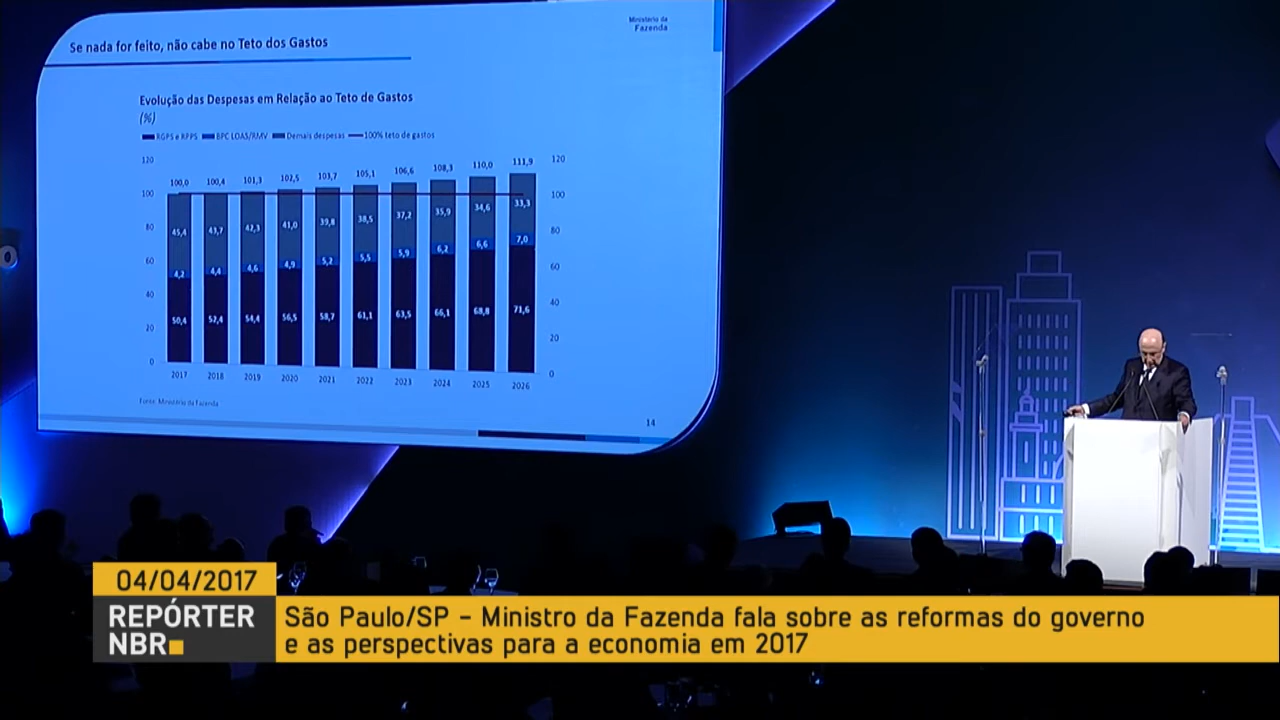 Ministério da
Fazenda
Se nada for feito, não cabe no Teto dos Gastos
Evolução das Despesas em Relação ao Teto de Gastos
(%)
RGPS e RPPS BPC LOAS/RMV Demais despesas 100% teto de gastos
120 120
100,0 100,4 101,3 102,5 103,7 105,1 106,6 108,3 110,0 111,9
100 100
45,4 43,7 42,3 41,0 39,8 38,5 37,2 35,9 34,6 33,3
80 80
4,2 4,4 4,6 4,9 5,2 5,5 5,9 6,2 6,6 7,0
60 60
50,4 52,4 54,4 56,5 58,7 61,1 63,5 66,1 68,8 71,6
40 40
20 20
0 0
2017 2018 2019 2020 2021 2022 2023 2024 2025 2026
Fonte: Ministério da Fazenda
14
04/04/2017
REPÓRTER
NBR
São Paulo/SP – Ministro da Fazenda fala sobre as reformas do governo
e as perspectivas para a economia em 2017